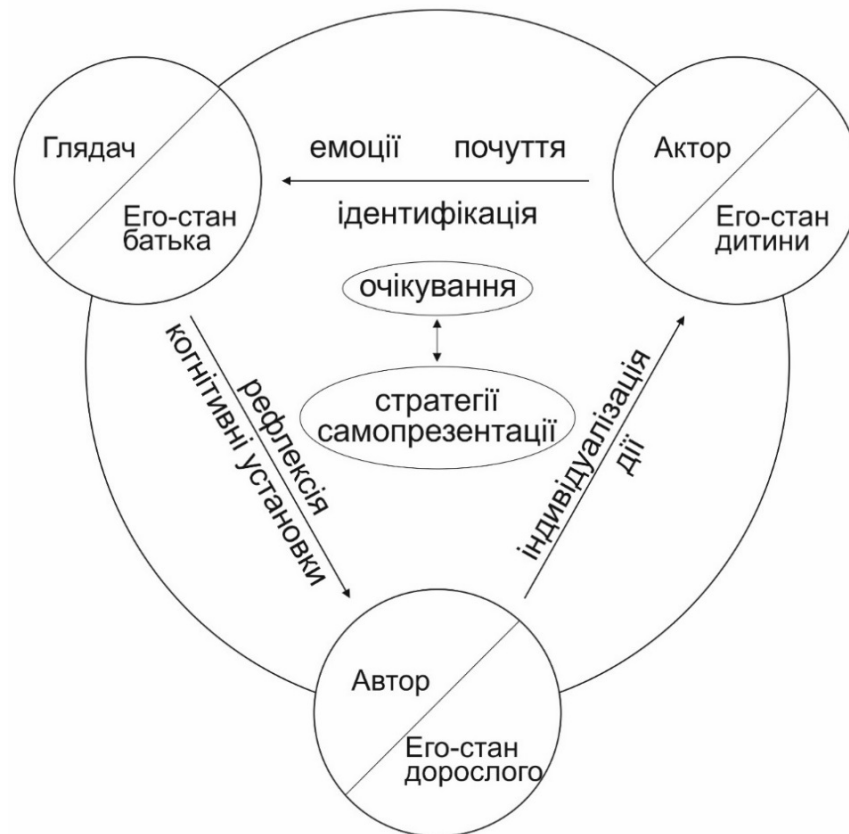 Глядач
Его-стан
батька
емоції почуття
ідентифікація
Актор
Его-стан
дитини
очікування
стратегії
самопрезентації
рефлексія
когнітивні установки
індивідуалізація
дії
Автор
Его-стан
дорослого